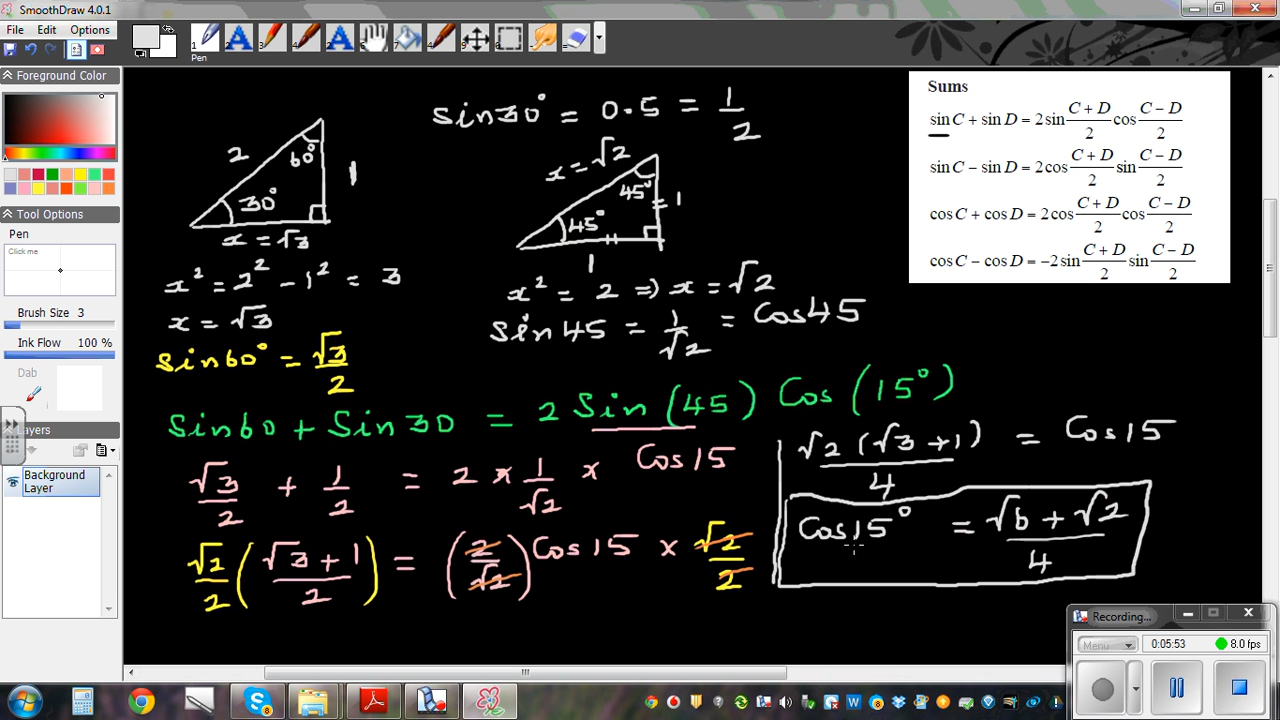 SmoothDraw 4.0.1
File Edit Options
Pen
Foreground Color
Tool Options
Pen
Click me
Brush Size 3
Ink Flow 100 %
Dab
Layers
Background Layer
sin30° = 0.5 = 1/2
2
60°
1
30°
x = √3
x² = 2² - 1² = 3
x = √3
sin60° = √3/2
x = √2
45°
1
45°
1
x² = 2 ⇒ x = √2
sin45 = 1/√2 = Cos45
Sums
sin C + sin D = 2 sin (C + D)/2 cos (C − D)/2
sin C − sin D = 2 cos (C + D)/2 sin (C − D)/2
cos C + cos D = 2 cos (C + D)/2 cos (C − D)/2
cos C − cos D = −2 sin (C + D)/2 sin (C − D)/2
Sin60 + Sin30 = 2 Sin(45) Cos(15°)
√3/2 + 1/2 = 2 × 1/√2 × Cos15
√2/2 ((√3+1)/2) = (2/√2) Cos15 × √2/2
√2(√3+1)/4 = Cos15
Cos15° = (√6 + √2)/4
Recording...
Menu
0:05:53
8.0 fps